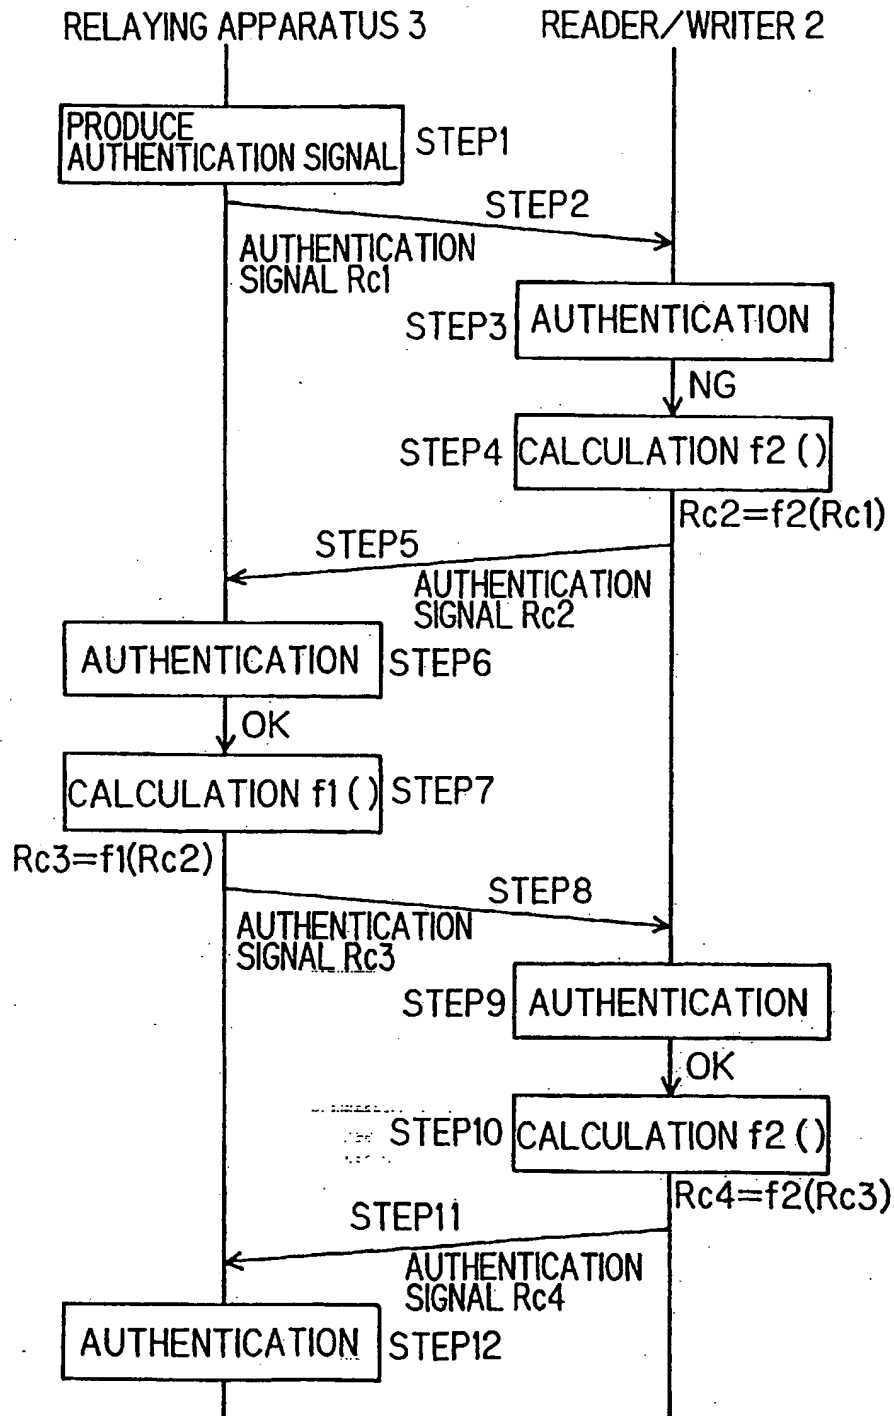 RELAYING APPARATUS 3
READER/WRITER 2
PRODUCE
AUTHENTICATION SIGNAL
STEP1
STEP2
AUTHENTICATION
SIGNAL Rc1
STEP3
AUTHENTICATION
NG
STEP4
CALCULATION f2 ( )
Rc2=f2(Rc1)
STEP5
AUTHENTICATION
SIGNAL Rc2
AUTHENTICATION
STEP6
OK
CALCULATION f1 ( )
STEP7
Rc3=f1(Rc2)
STEP8
AUTHENTICATION
SIGNAL Rc3
STEP9
AUTHENTICATION
OK
STEP10
CALCULATION f2 ( )
Rc4=f2(Rc3)
STEP11
AUTHENTICATION
SIGNAL Rc4
AUTHENTICATION
STEP12